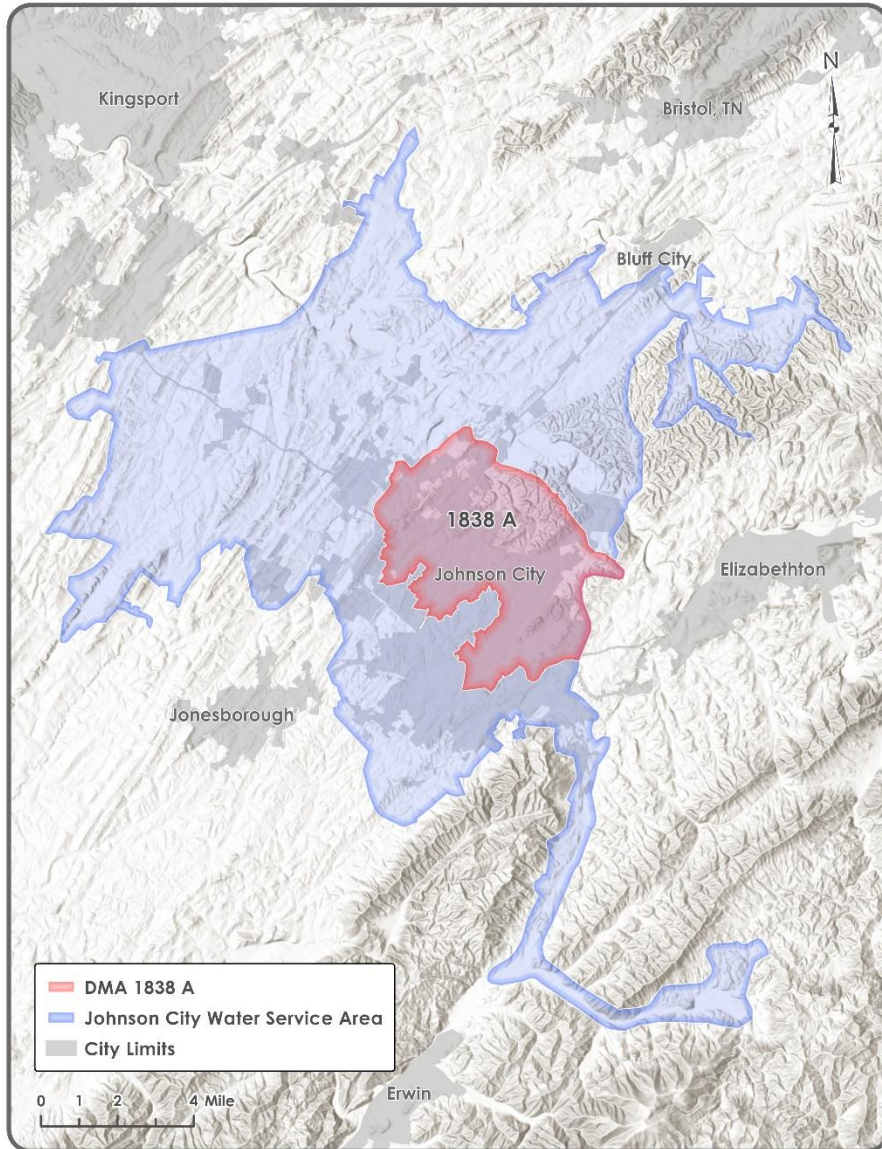 Kingsport
Bristol, TN
N
Bluff City
1838 A
Johnson City
Elizabethton
Jonesborough
DMA 1838 A
Johnson City Water Service Area
City Limits
0 1 2 4 Mile
Erwin